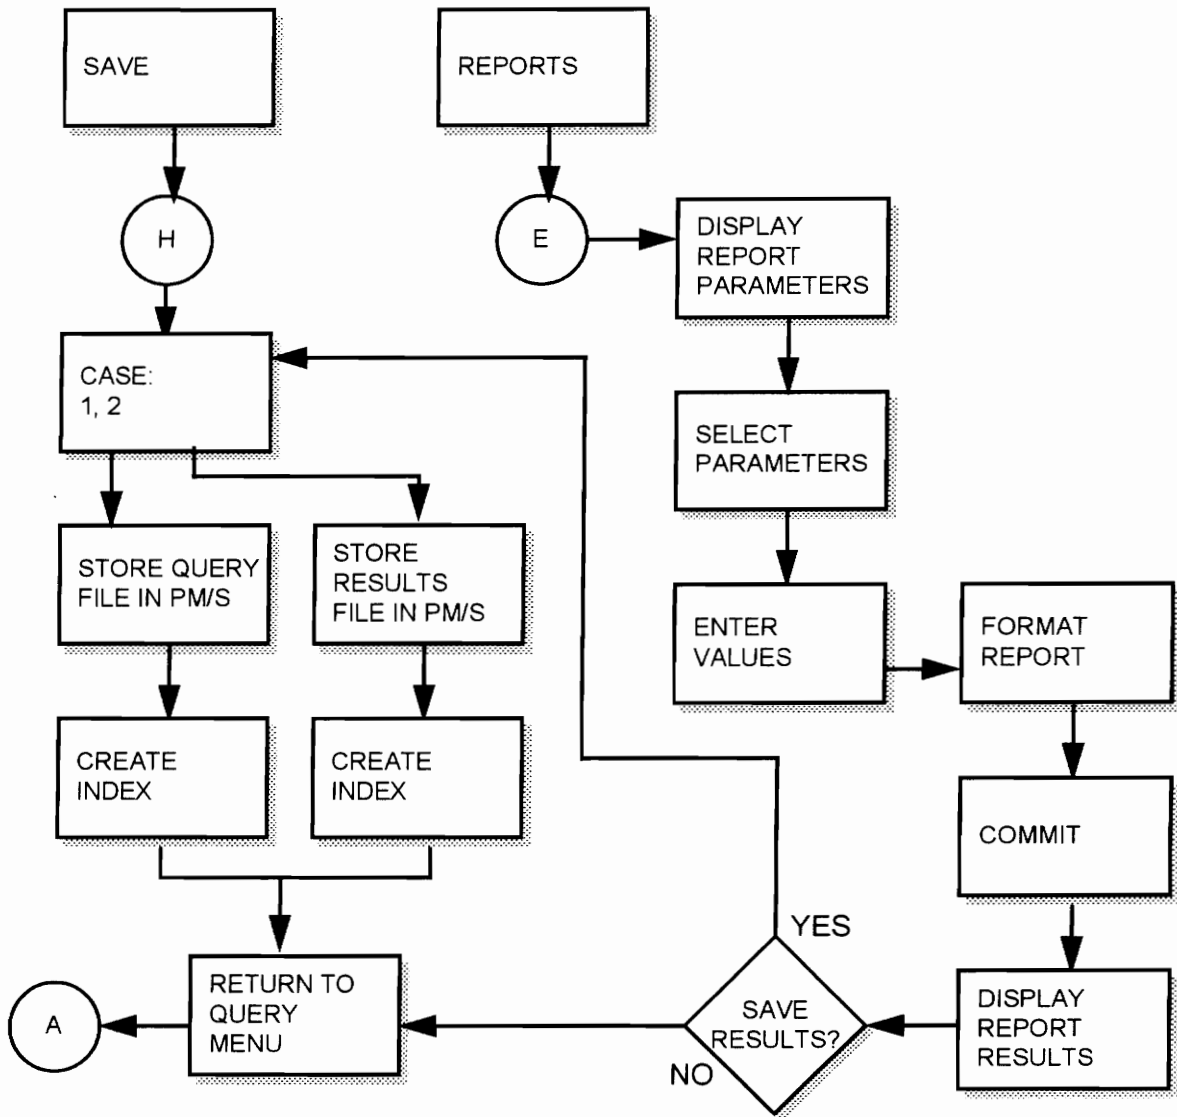 SAVE
REPORTS
H
E
DISPLAY
REPORT
PARAMETERS
CASE:
1, 2
SELECT
PARAMETERS
STORE QUERY
FILE IN PM/S
STORE
RESULTS
FILE IN PM/S
ENTER
VALUES
FORMAT
REPORT
CREATE
INDEX
CREATE
INDEX
COMMIT
YES
A
RETURN TO
QUERY
MENU
SAVE
RESULTS?
NO
DISPLAY
REPORT
RESULTS